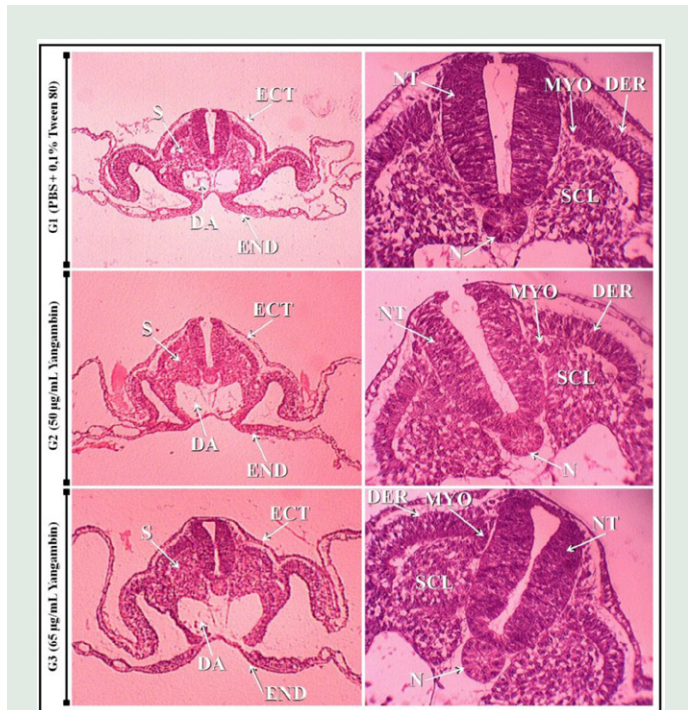 G1 (PBS + 0,1% Tween 80)
ECT
S
DA
END
NT
MYO
DER
SCL
N
G2 (50 µg/mL Yangambin)
ECT
S
DA
END
NT
MYO
DER
SCL
N
G3 (65 µg/mL Yangambin)
ECT
S
DA
END
DER
MYO
NT
SCL
N